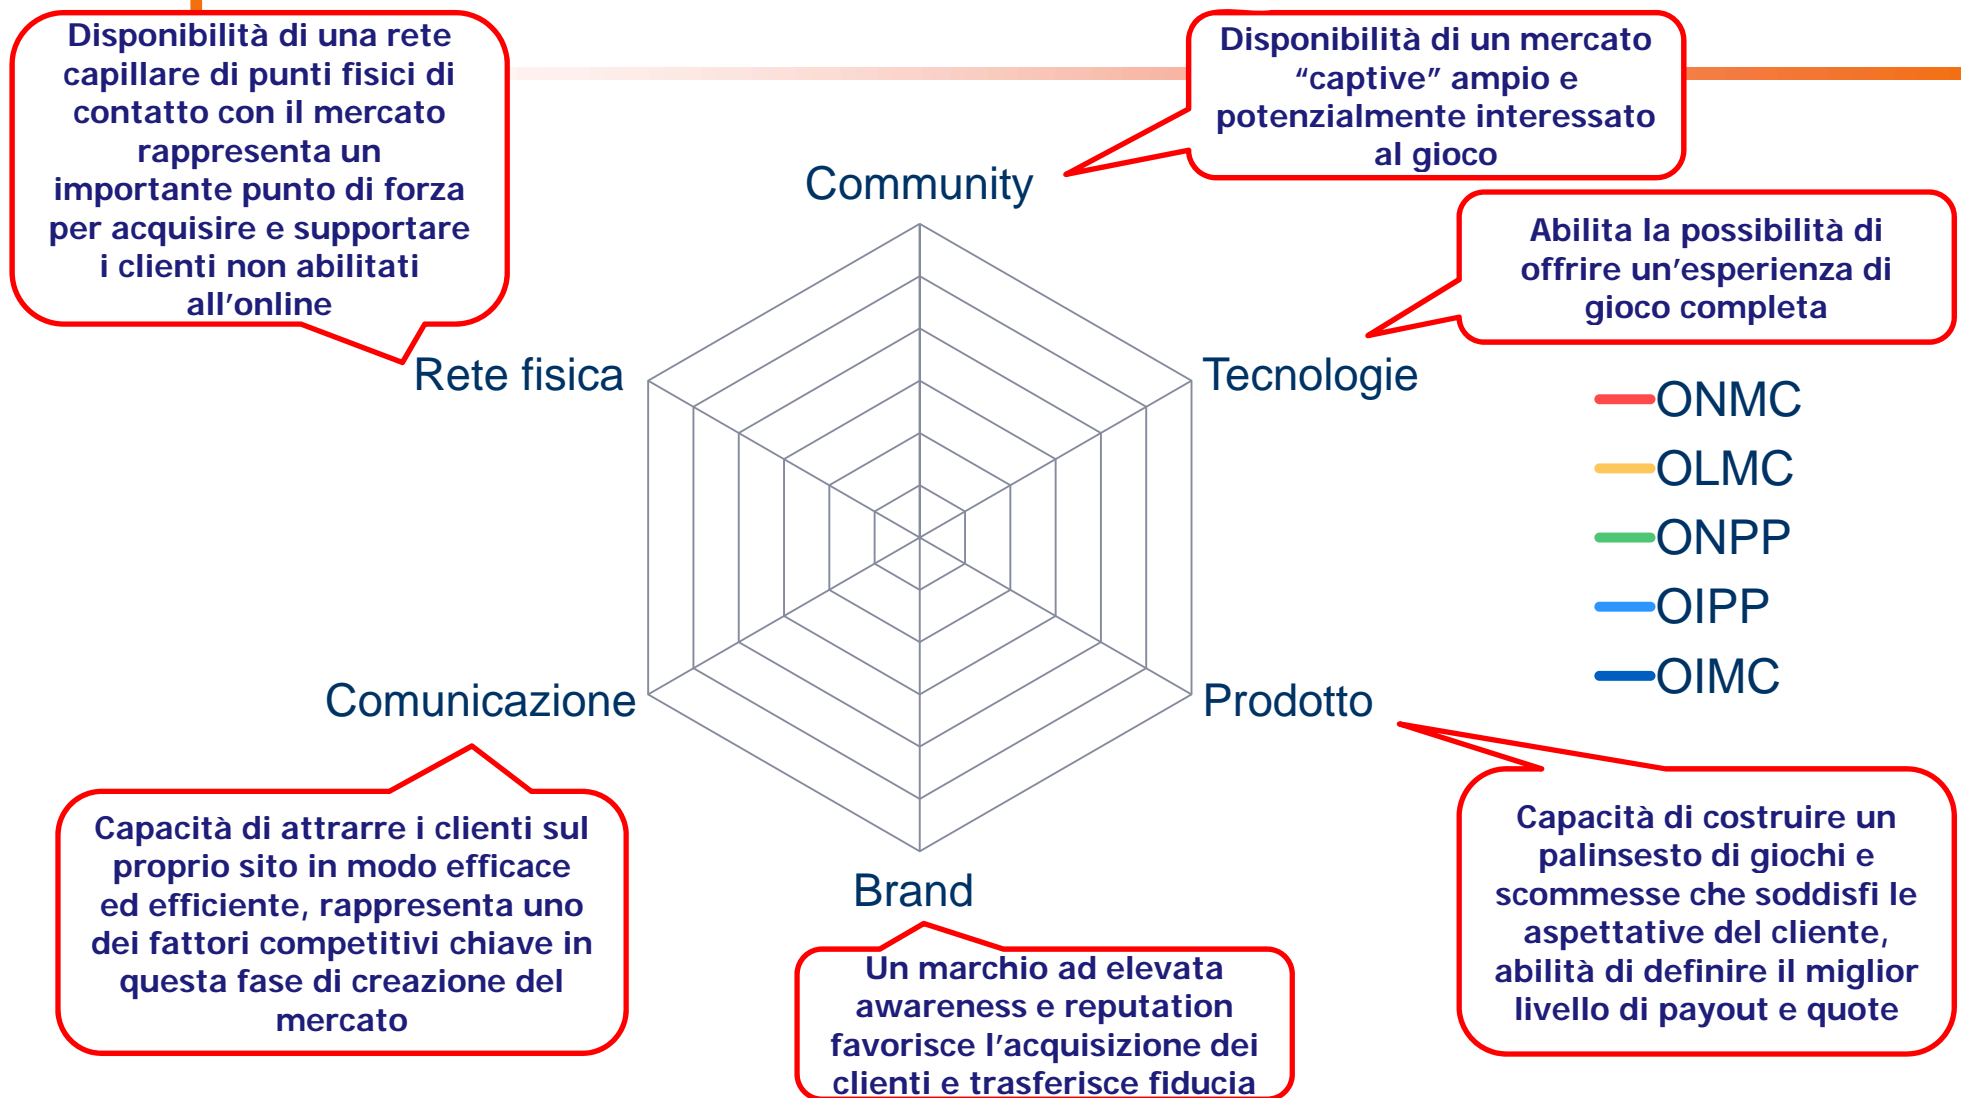 Disponibilità di una rete
capillare di punti fisici di
contatto con il mercato
rappresenta un
importante punto di forza
per acquisire e supportare
i clienti non abilitati
all'online
Disponibilità di un mercato
“captive” ampio e
potenzialmente interessato
al gioco
Community
Abilita la possibilità di
offrire un'esperienza di
gioco completa
Rete fisica
Tecnologie
ONMC
OLMC
ONPP
OIPP
OIMC
Comunicazione
Prodotto
Capacità di attrarre i clienti sul
proprio sito in modo efficace
ed efficiente, rappresenta uno
dei fattori competitivi chiave in
questa fase di creazione del
mercato
Brand
Un marchio ad elevata
awareness e reputation
favorisce l'acquisizione dei
clienti e trasferisce fiducia
Capacità di costruire un
palinsesto di giochi e
scommesse che soddisfi le
aspettative del cliente,
abilità di definire il miglior
livello di payout e quote